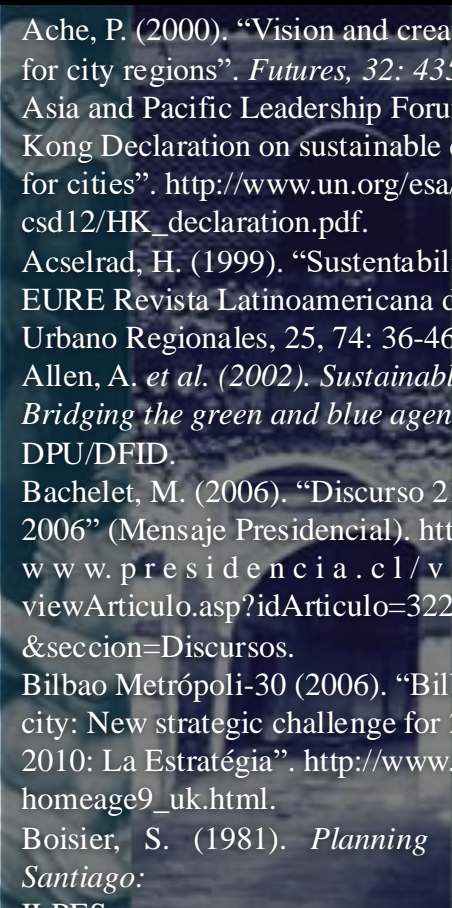 Ache, P. (2000). “Vision and crea
for city regions”. Futures, 32: 435
Asia and Pacific Leadership Foru
Kong Declaration on sustainable
for cities”. http://www.un.org/esa/
csd12/HK_declaration.pdf.
Acselrad, H. (1999). “Sustentabil
EURE Revista Latinoamericana d
Urbano Regionales, 25, 74: 36-46
Allen, A. et al. (2002). Sustainabl
Bridging the green and blue agen
DPU/DFID.
Bachelet, M. (2006). “Discurso 2
2006” (Mensaje Presidencial). htt
w w w. p r e s i d e n c i a . c l / v
viewArticulo.asp?idArticulo=322
&seccion=Discursos.
Bilbao Metrópoli-30 (2006). “Bil
city: New strategic challenge for
2010: La Estratégia”. http://www.
homeage9_uk.html.
Boisier, S. (1981). Planning
Santiago: